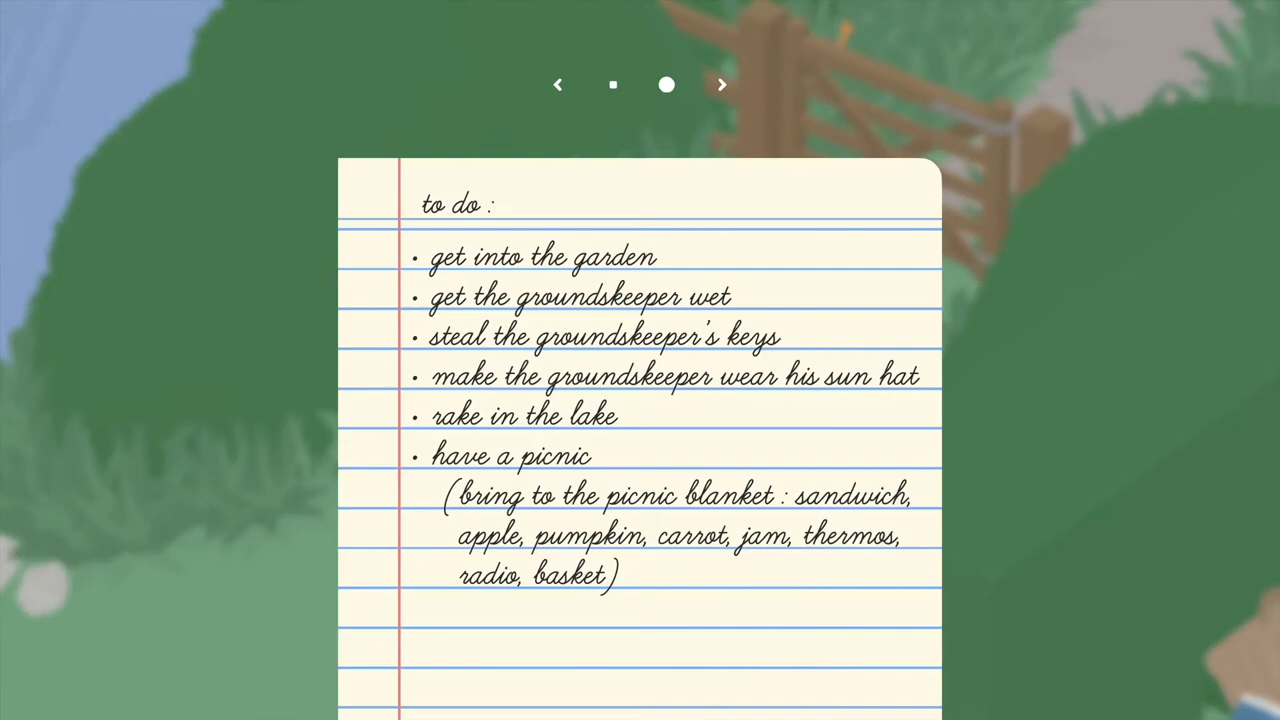 to do :
• get into the garden
• get the groundskeeper wet
• steal the groundskeeper's keys
• make the groundskeeper wear his sun hat
• rake in the lake
• have a picnic
(bring to the picnic blanket : sandwich,
apple, pumpkin, carrot, jam, thermos,
radio, basket)